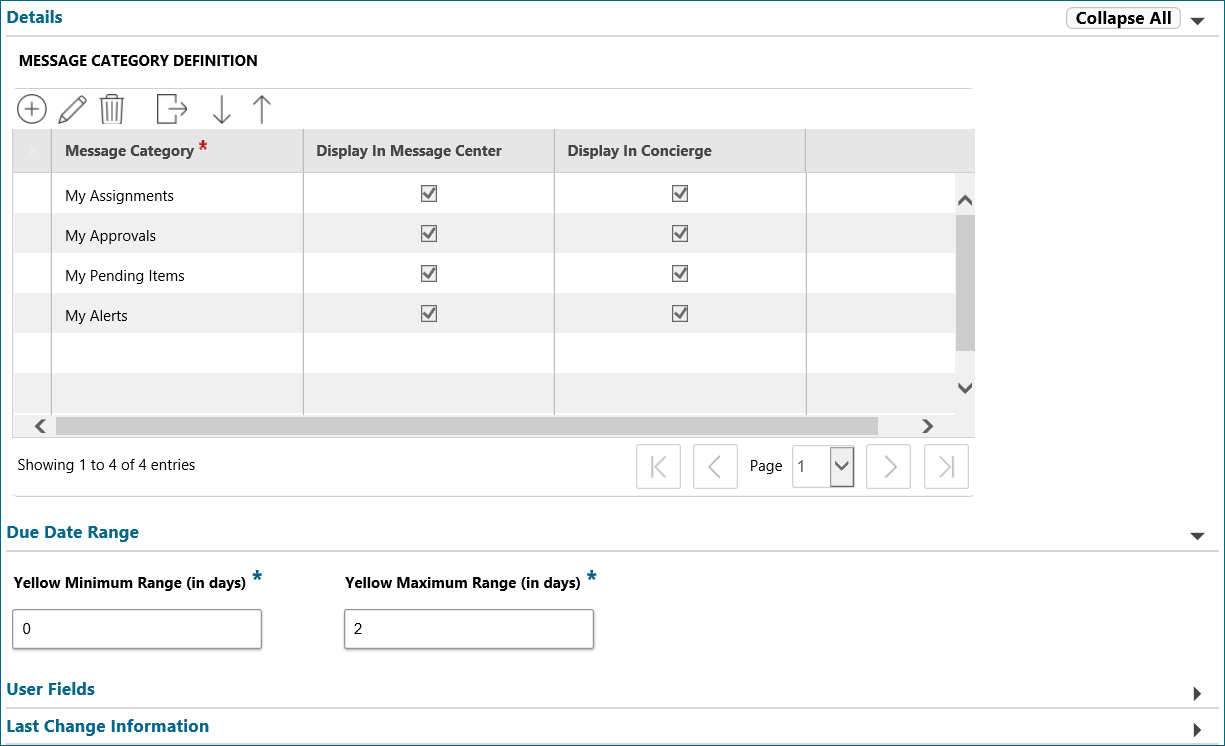 Details
Collapse All
MESSAGE CATEGORY DEFINITION
Message Category * Display In Message Center Display In Concierge
My Assignments
My Approvals
My Pending Items
My Alerts
Showing 1 to 4 of 4 entries Page 1
Due Date Range
Yellow Minimum Range (in days) * Yellow Maximum Range (in days) *
0 2
User Fields
Last Change Information